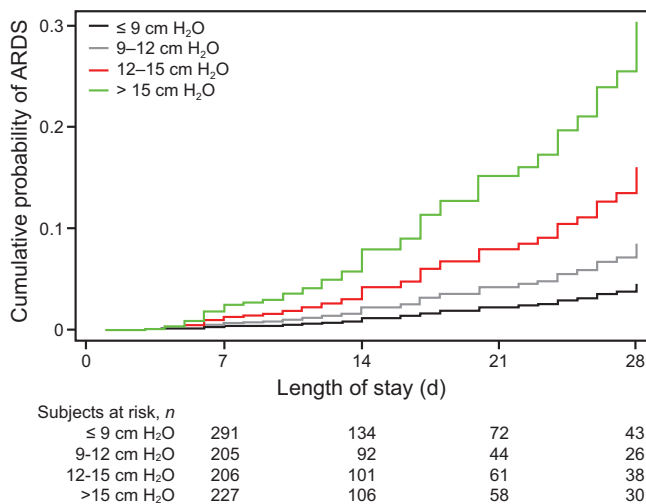 ≤ 9 cm H₂O
9–12 cm H₂O
12–15 cm H₂O
> 15 cm H₂O
Cumulative probability of ARDS
0.3
0.2
0.1
0
0 7 14 21 28
Length of stay (d)
Subjects at risk, n
≤ 9 cm H₂O 291 134 72 43
9-12 cm H₂O 205 92 44 26
12-15 cm H₂O 206 101 61 38
>15 cm H₂O 227 106 58 30